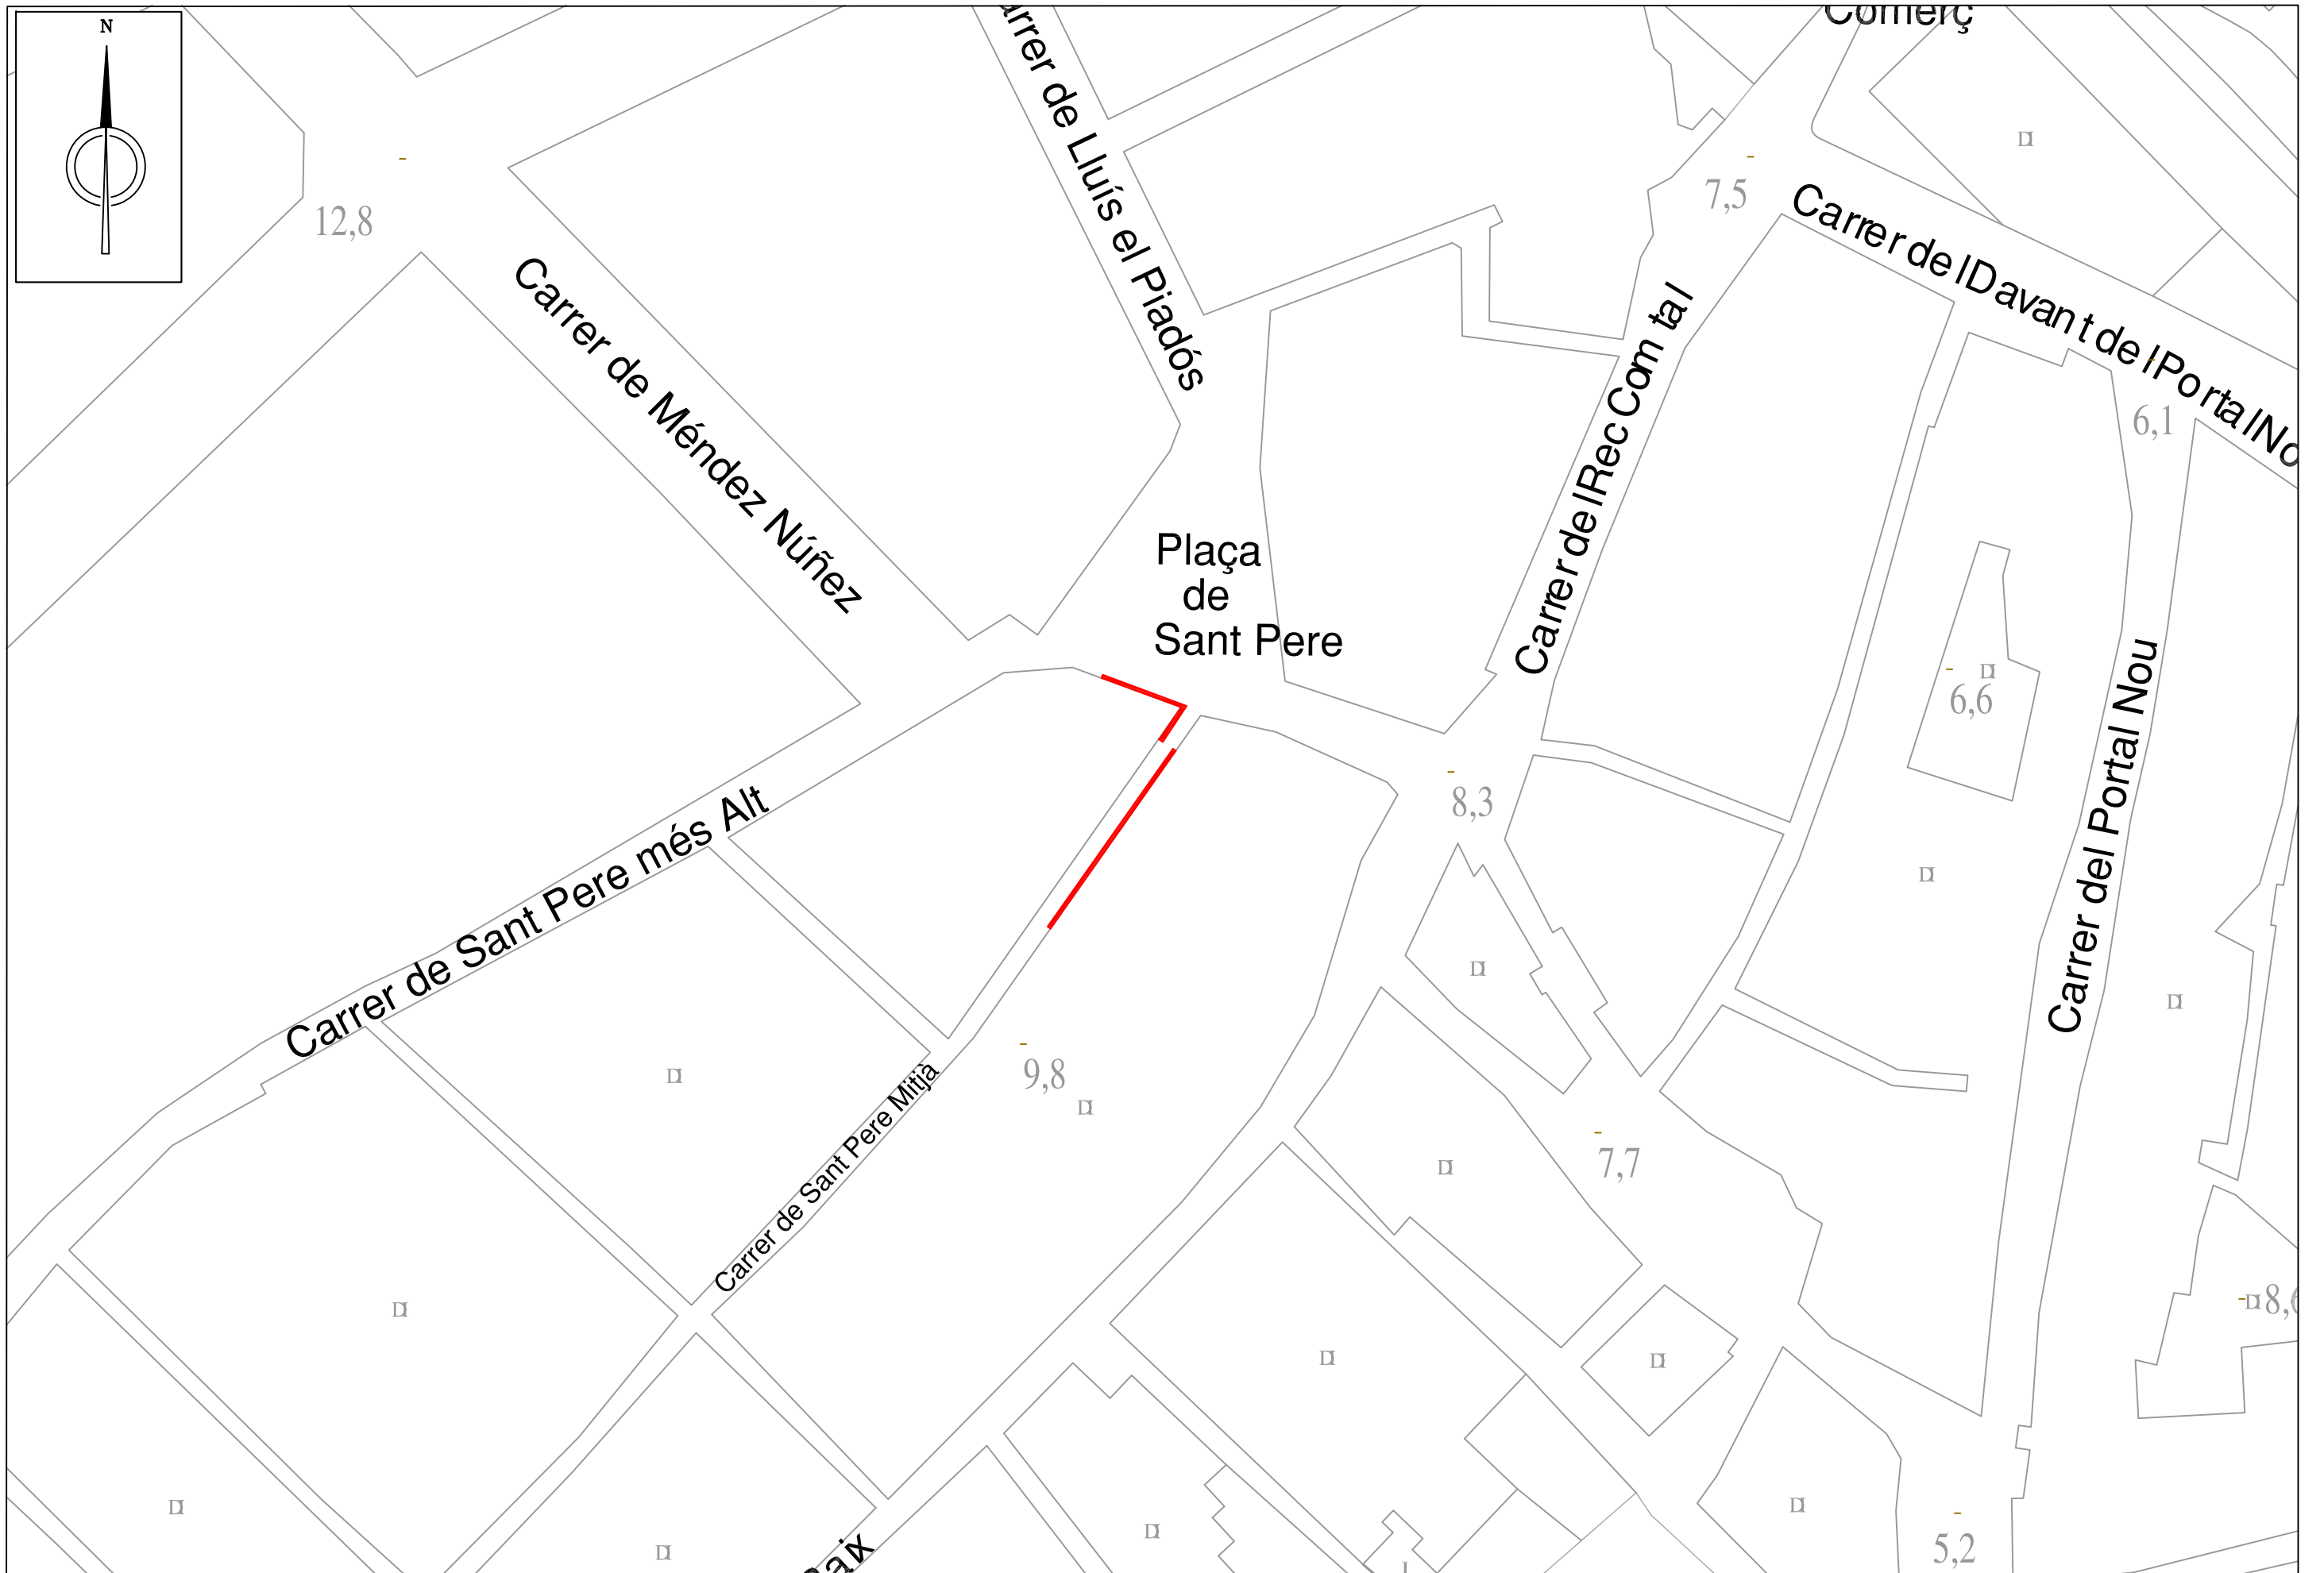 N
Comerç
12,8
7,5
Carrer de Lluís el Piadós
Carrer del Davant del Portal No
Carrer de Méndez Núñez
Carrer del Rec Comtal
6,1
Plaça
de
Sant Pere
6,6
Carrer del Portal Nou
8,3
Carrer de Sant Pere més Alt
9,8
Carrer de Sant Pere Mitjà
7,7
8,6
aix
5,2